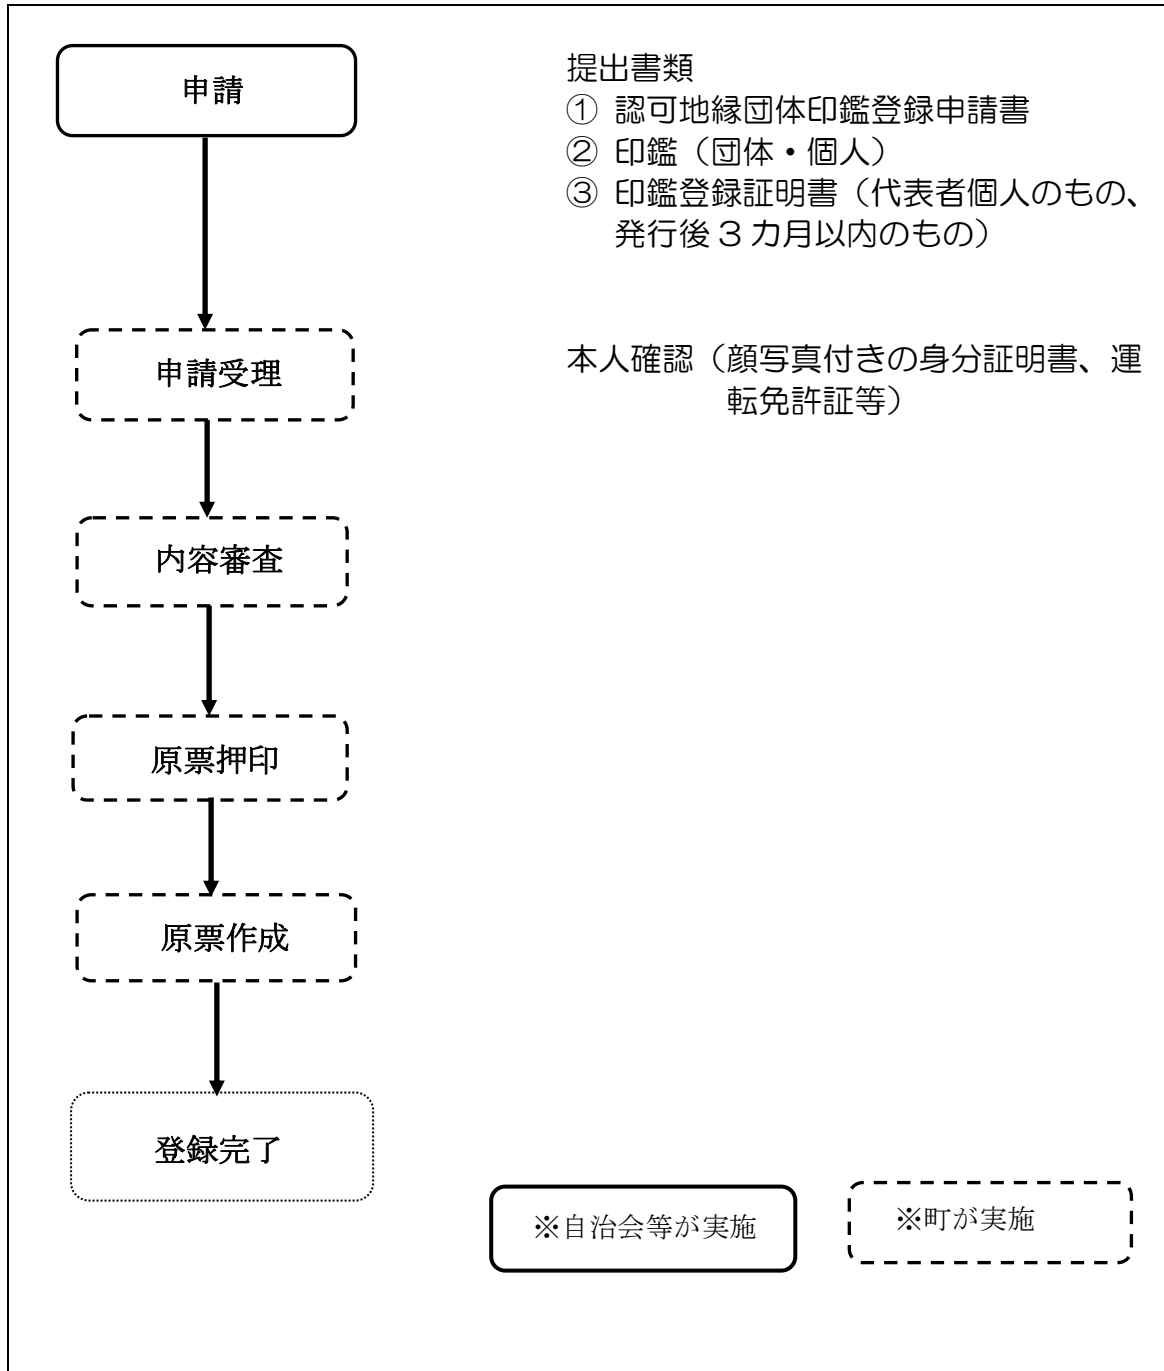 申請
提出書類
① 認可地縁団体印鑑登録申請書
② 印鑑（団体・個人）
③ 印鑑登録証明書（代表者個人のもの、
発行後3カ月以内のもの）
申請受理
本人確認（顔写真付きの身分証明書、運
転免許証等）
内容審査
原票押印
原票作成
登録完了
※自治会等が実施
※町が実施